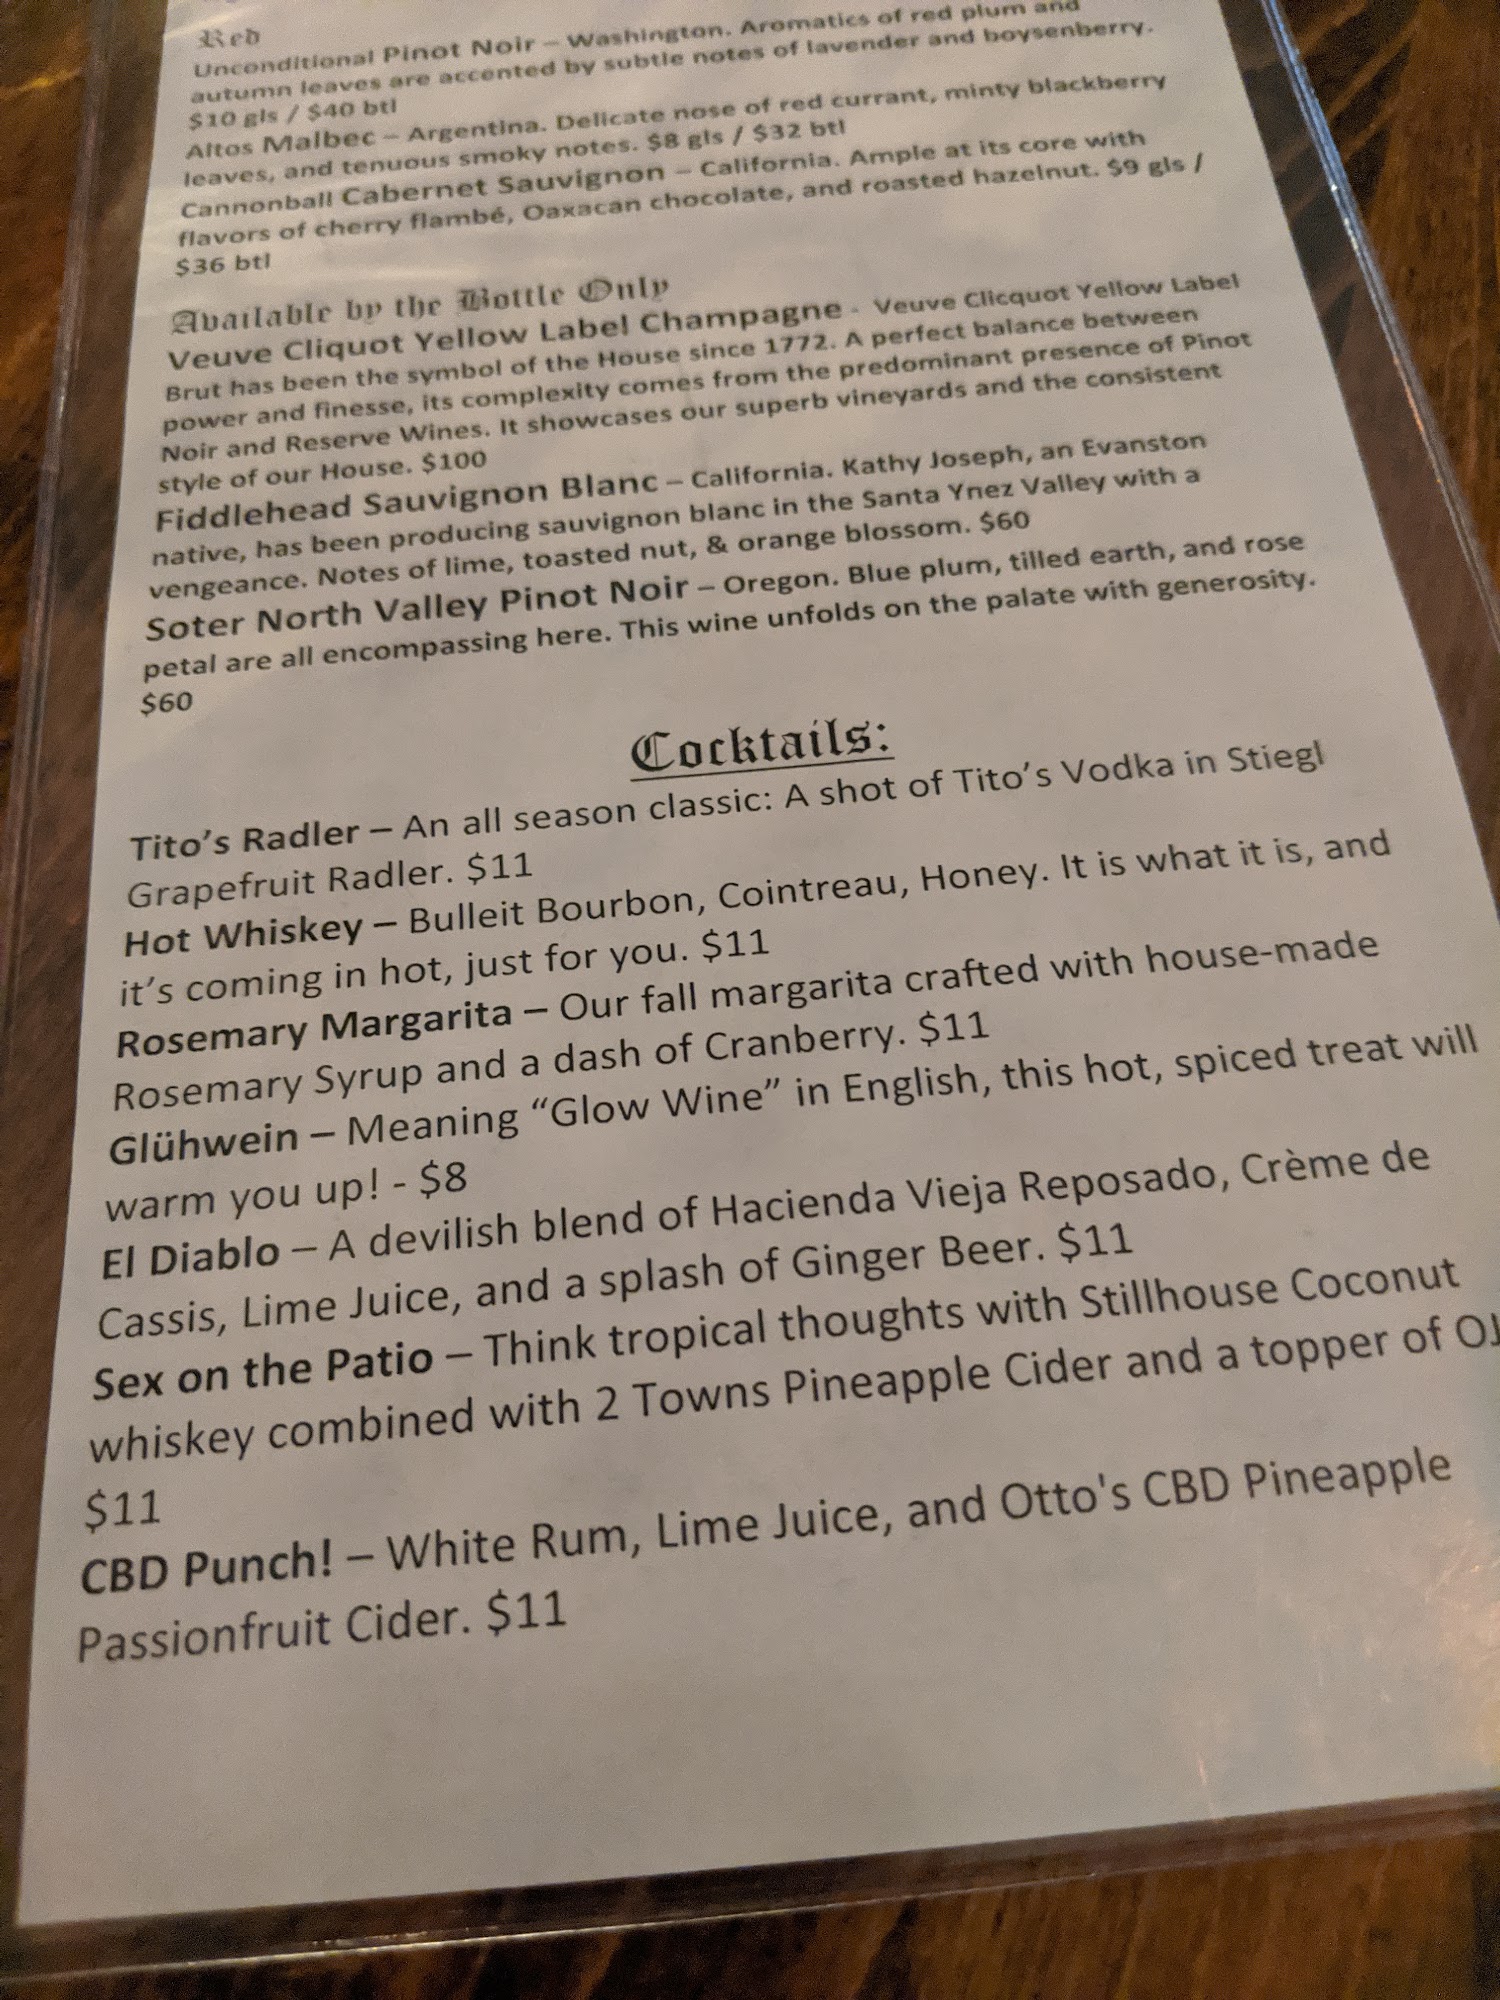 Red
Unconditional Pinot Noir – Washington. Aromatics of red plum and
autumn leaves are accented by subtle notes of lavender and boysenberry.
$10 gls / $40 btl
Altos Malbec – Argentina. Delicate nose of red currant, minty blackberry
leaves, and tenuous smoky notes. $8 gls / $32 btl
Cannonball Cabernet Sauvignon – California. Ample at its core with
flavors of cherry flambé, Oaxacan chocolate, and roasted hazelnut. $9 gls /
$36 btl
Available by the Bottle Only
Veuve Cliquot Yellow Label Champagne - Veuve Clicquot Yellow Label
Brut has been the symbol of the House since 1772. A perfect balance between
power and finesse, its complexity comes from the predominant presence of Pinot
Noir and Reserve Wines. It showcases our superb vineyards and the consistent
style of our House. $100
Fiddlehead Sauvignon Blanc – California. Kathy Joseph, an Evanston
native, has been producing sauvignon blanc in the Santa Ynez Valley with a
vengeance. Notes of lime, toasted nut, & orange blossom. $60
Soter North Valley Pinot Noir – Oregon. Blue plum, tilled earth, and rose
petal are all encompassing here. This wine unfolds on the palate with generosity.
$60
Cocktails:
Tito's Radler – An all season classic: A shot of Tito's Vodka in Stiegl
Grapefruit Radler. $11
Hot Whiskey – Bulleit Bourbon, Cointreau, Honey. It is what it is, and
it's coming in hot, just for you. $11
Rosemary Margarita – Our fall margarita crafted with house-made
Rosemary Syrup and a dash of Cranberry. $11
Glühwein – Meaning “Glow Wine” in English, this hot, spiced treat will
warm you up! - $8
El Diablo – A devilish blend of Hacienda Vieja Reposado, Crème de
Cassis, Lime Juice, and a splash of Ginger Beer. $11
Sex on the Patio – Think tropical thoughts with Stillhouse Coconut
whiskey combined with 2 Towns Pineapple Cider and a topper of OJ
$11
CBD Punch! – White Rum, Lime Juice, and Otto's CBD Pineapple
Passionfruit Cider. $11